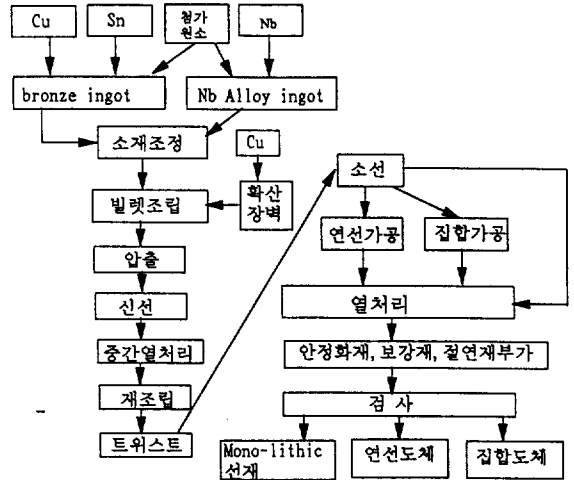 Cu
Sn
첨가
원소
Nb
bronze ingot
Nb Alloy ingot
소재조정
Cu
빌렛조립
확산
장벽
압출
신선
중간열처리
재조립
트위스트
소선
연선가공
집합가공
열처리
안정화재, 보강재, 절연재부가
검 사
Mono-lithic
선재
연선도체
집합도체